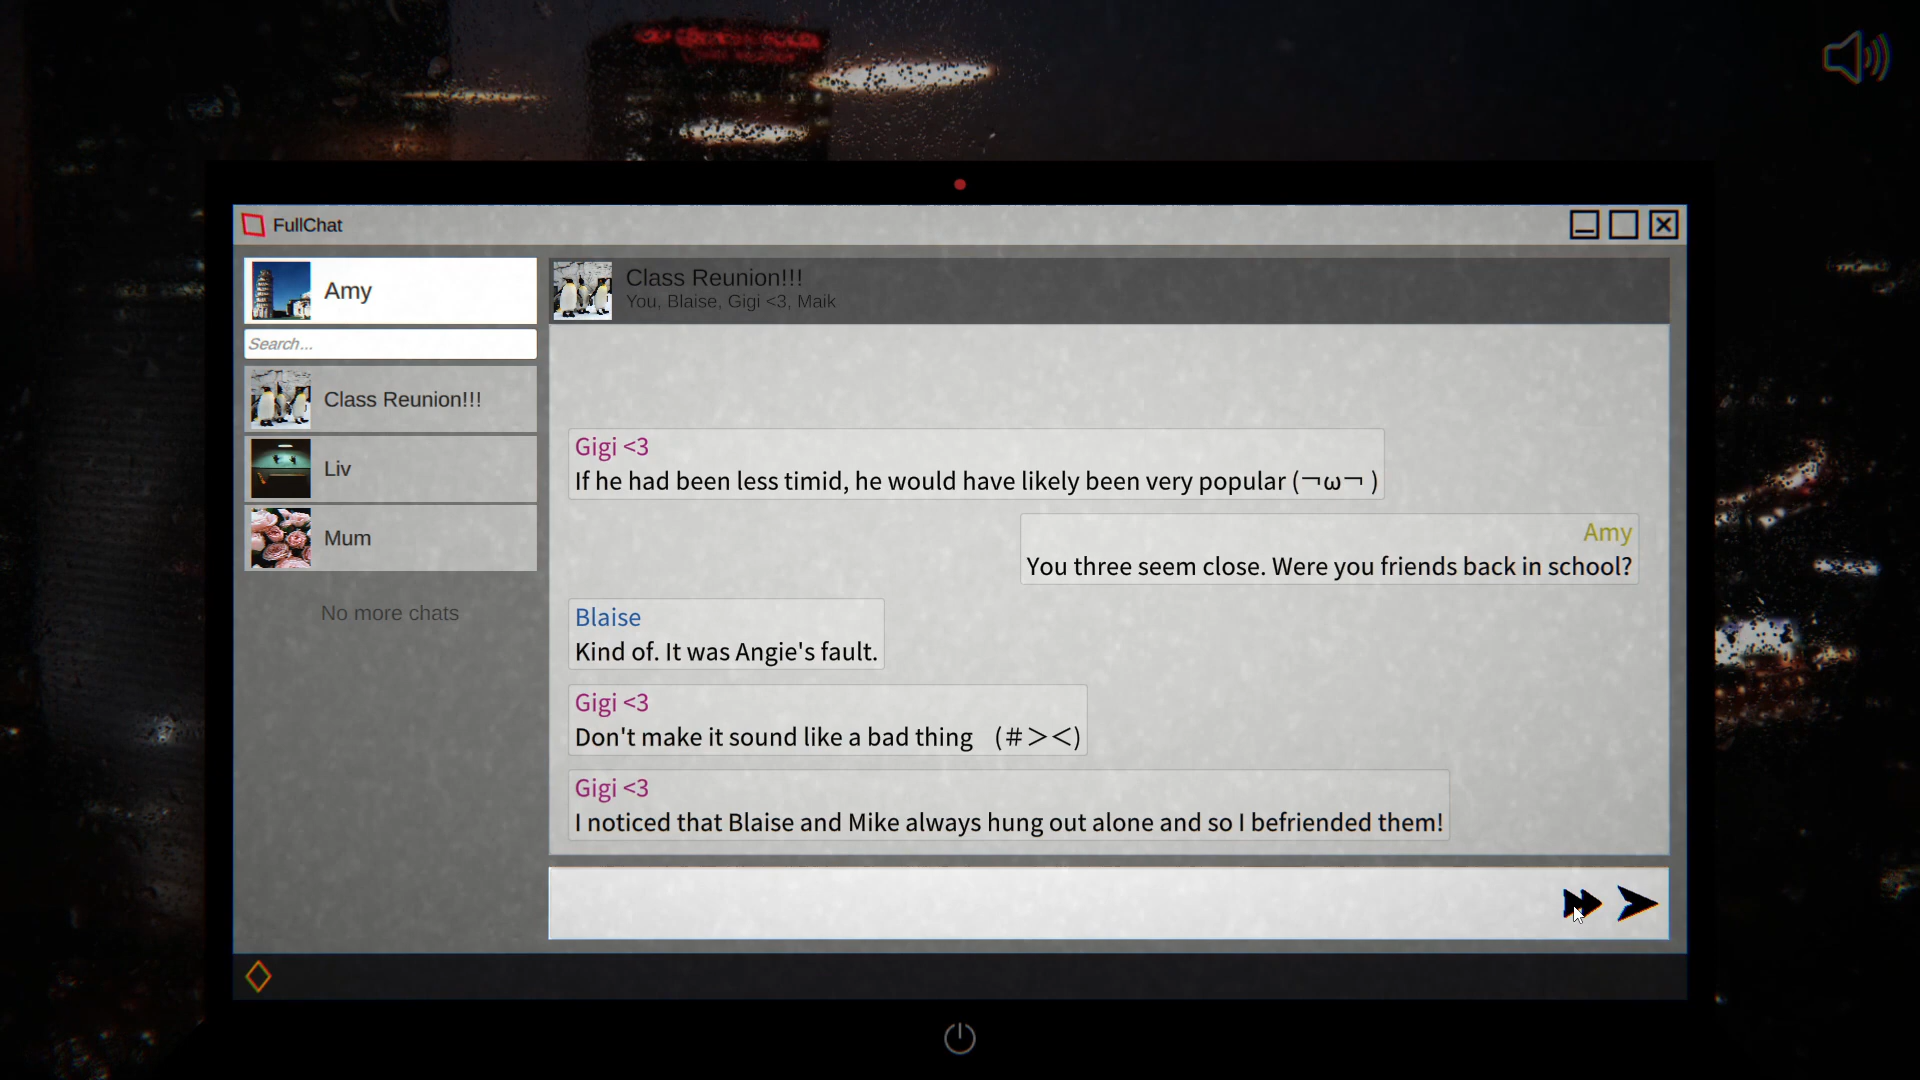 FullChat
Amy
Search...
Class Reunion!!!
Liv
Mum
No more chats
Class Reunion!!!
You, Blaise, Gigi <3, Maik
Gigi <3
If he had been less timid, he would have likely been very popular (￢ω￢ )
Amy
You three seem close. Were you friends back in school?
Blaise
Kind of. It was Angie's fault.
Gigi <3
Don't make it sound like a bad thing （#＞＜）
Gigi <3
I noticed that Blaise and Mike always hung out alone and so I befriended them!